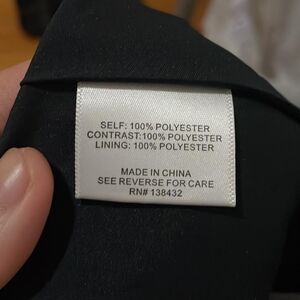 SELF: 100% POLYESTER
CONTRAST:100% POLYESTER
LINING: 100% POLYESTER
MADE IN CHINA
SEE REVERSE FOR CARE
RN# 138432